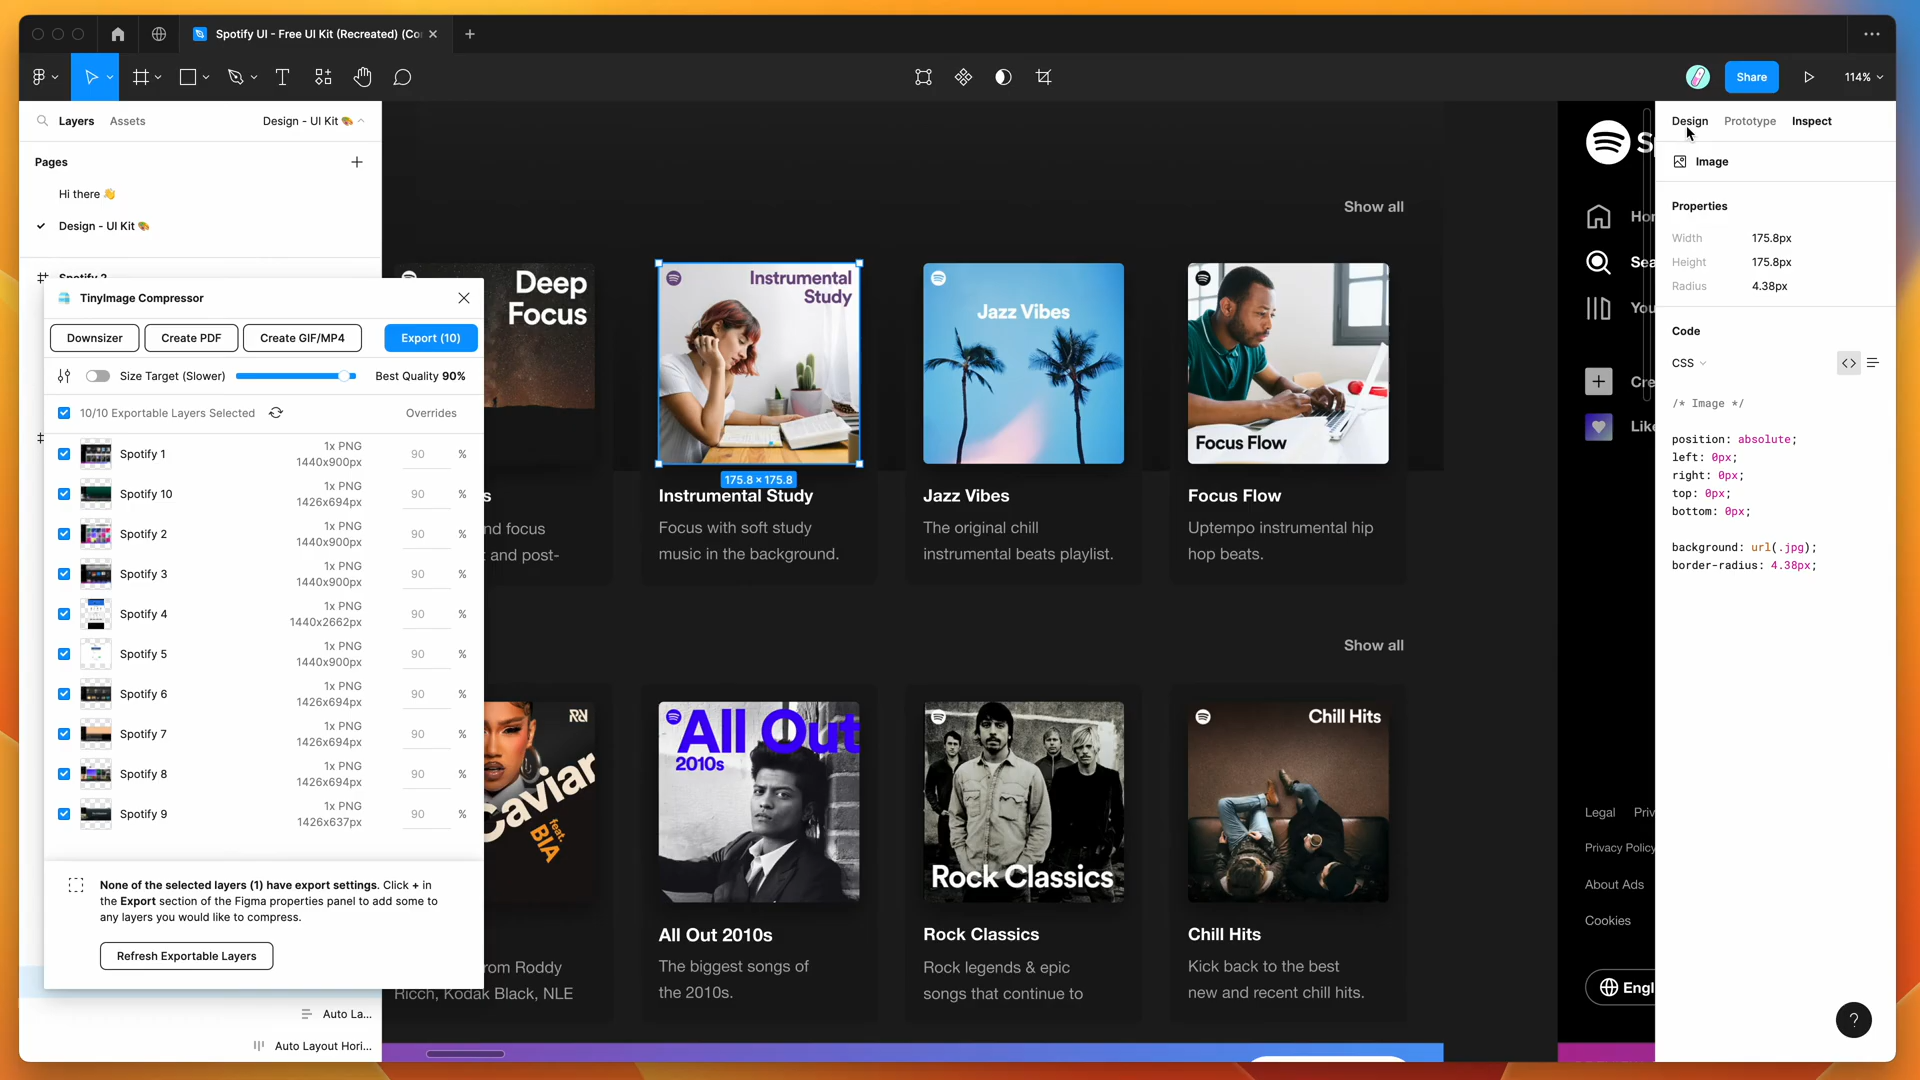 Spotify UI - Free UI Kit (Recreated) (Co
Share
114%
Layers
Assets
Design - UI Kit 🎨
Pages
Hi there 👋
Design - UI Kit 🎨
TinyImage Compressor
Downsizer
Create PDF
Create GIF/MP4
Export (10)
Size Target (Slower)
Best Quality 90%
10/10 Exportable Layers Selected
Overrides
Spotify 1
1x PNG
1440x900px
90 %
Spotify 10
1x PNG
1426x694px
90 %
Spotify 2
1x PNG
1440x900px
90 %
Spotify 3
1x PNG
1440x900px
90 %
Spotify 4
1x PNG
1440x2662px
90 %
Spotify 5
1x PNG
1440x900px
90 %
Spotify 6
1x PNG
1426x694px
90 %
Spotify 7
1x PNG
1426x694px
90 %
Spotify 8
1x PNG
1426x694px
90 %
Spotify 9
1x PNG
1426x637px
90 %
None of the selected layers (1) have export settings. Click + in
the Export section of the Figma properties panel to add some to
any layers you would like to compress.
Refresh Exportable Layers
Auto La...
Auto Layout Hori...
Show all
Deep
Focus
s
nd focus
t and post-
Instrumental
Study
175.8 × 175.8
Instrumental Study
Focus with soft study
music in the background.
Jazz Vibes
Jazz Vibes
The original chill
instrumental beats playlist.
Focus Flow
Focus Flow
Uptempo instrumental hip
hop beats.
Show all
Caviar
feat.
BIA
rom Roddy
Ricch, Kodak Black, NLE
All Out
2010s
All Out 2010s
The biggest songs of
the 2010s.
Rock Classics
Rock Classics
Rock legends & epic
songs that continue to
Chill Hits
Chill Hits
Kick back to the best
new and recent chill hits.
Sp
Hor
Sea
You
Cre
Like
Legal
Priv
Privacy Policy
About Ads
Cookies
Engl
Design
Prototype
Inspect
Image
Properties
Width 175.8px
Height 175.8px
Radius 4.38px
Code
CSS
/* Image */
position: absolute;
left: 0px;
right: 0px;
top: 0px;
bottom: 0px;
background: url(.jpg);
border-radius: 4.38px;
?